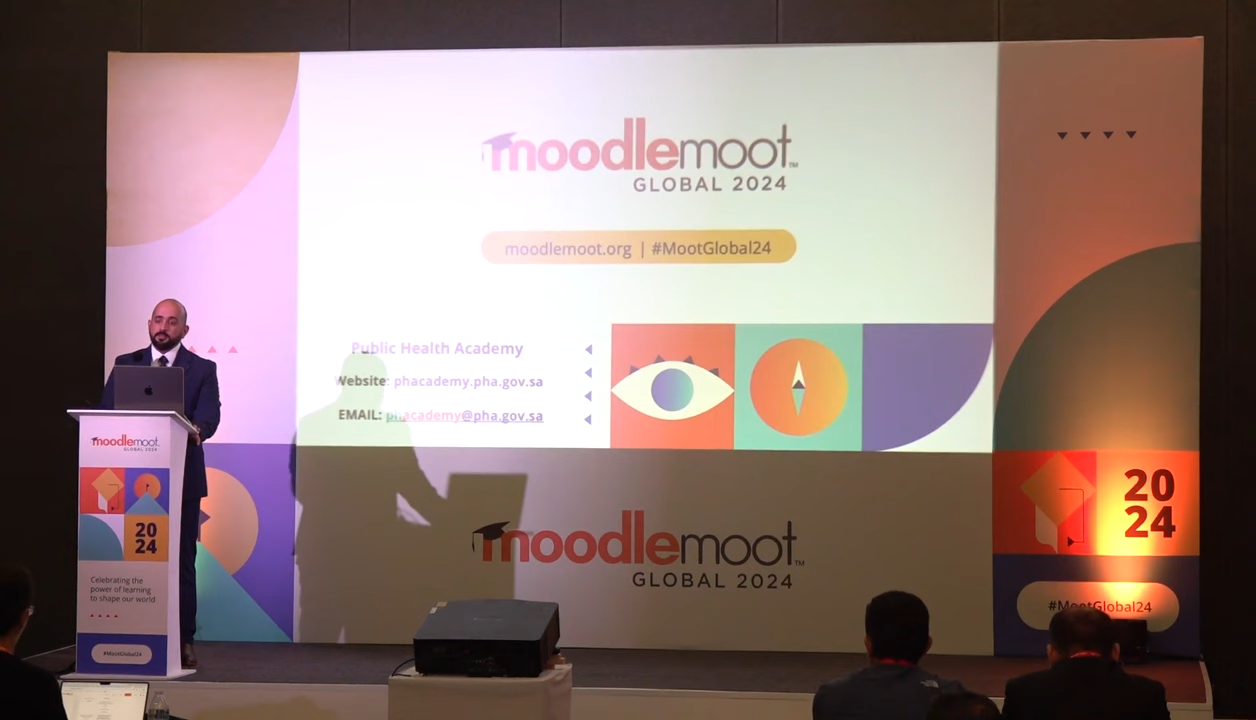 moodlemoot™
GLOBAL 2024
moodlemoot.org | #MootGlobal24
Public Health Academy
Website: phacademy.pha.gov.sa
EMAIL: phacademy@pha.gov.sa
moodlemoot™
GLOBAL 2024
20
24
#MootGlobal24
moodlemoot
GLOBAL 2024
20
24
Celebrating the
power of learning
to shape our world
#MootGlobal24